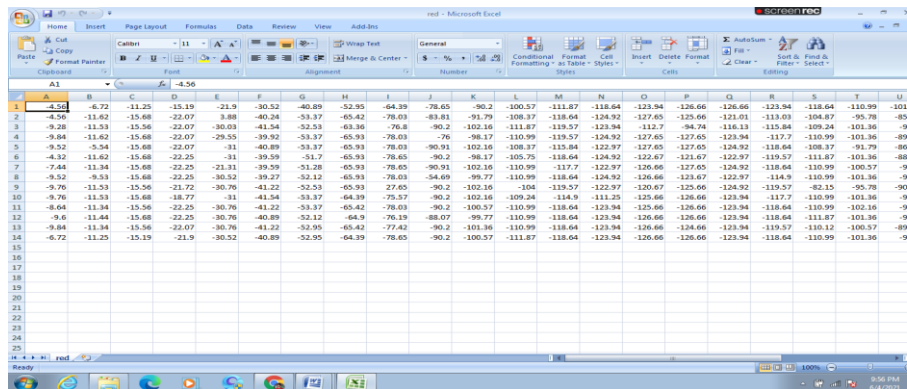 red - Microsoft Excel
screenrec
Home Insert Page Layout Formulas Data Review View Add-Ins
Paste
Cut
Copy
Format Painter
Calibri 11 A A
B I U A
Wrap Text
Merge & Center
General
$ % ,
Conditional Formatting
Format as Table
Cell Styles
Insert Delete Format
AutoSum
Fill
Clear
Sort & Filter
Find & Select
Clipboard Font Alignment Number Styles Cells Editing
A1 fx -4.56
A B C D E F G H I J K L M N O P Q R S T U
1 -4.56 -6.72 -11.25 -15.19 -21.9 -30.52 -40.89 -52.95 -64.39 -78.65 -90.2 -100.57 -111.87 -118.64 -123.94 -126.66 -126.66 -123.94 -118.64 -110.99 -101
2 -4.56 -11.62 -15.68 -22.07 3.88 -40.24 -53.37 -65.42 -78.03 -83.81 -91.79 -108.37 -118.64 -124.92 -127.65 -125.66 -121.01 -113.03 -104.87 -95.78 -85
3 -9.28 -11.53 -15.56 -22.07 -30.03 -41.54 -52.53 -63.36 -76.8 -90.2 -102.16 -111.87 -119.57 -123.94 -112.7 -94.74 -116.13 -115.84 -109.24 -101.36 -9
4 -9.84 -11.62 -15.68 -22.07 -29.55 -39.92 -53.37 -65.93 -78.03 -76 -98.17 -110.99 -119.57 -124.92 -127.65 -127.65 -123.94 -117.7 -110.99 -101.36 -89
5 -9.52 -5.54 -15.68 -22.07 -31 -40.89 -53.37 -65.93 -78.03 -90.91 -102.16 -108.37 -115.84 -122.97 -127.65 -127.65 -124.92 -118.64 -108.37 -91.79 -86
6 -4.32 -11.62 -15.68 -22.25 -31 -39.59 -51.7 -65.93 -78.65 -90.2 -98.17 -105.75 -118.64 -124.92 -126.66 -127.65 -122.97 -119.57 -111.87 -101.36 -88
7 -7.44 -11.34 -15.68 -22.25 -21.31 -39.59 -51.28 -65.93 -78.65 -90.91 -102.16 -110.99 -117.7 -122.97 -126.66 -127.65 -124.92 -118.64 -110.99 -100.57 -9
8 -9.52 -9.53 -15.68 -22.25 -30.52 -39.27 -52.12 -65.93 -78.03 -54.69 -99.77 -110.99 -118.64 -124.92 -126.66 -123.67 -122.97 -114.9 -110.99 -101.36 -9
9 -9.76 -11.53 -15.56 -21.72 -30.76 -41.22 -52.53 -65.93 27.65 -90.2 -102.16 -104 -119.57 -122.97 -120.67 -125.66 -124.92 -119.57 -82.15 -95.78 -90
10 -9.76 -11.53 -15.68 -18.77 -31 -41.54 -53.37 -64.39 -75.57 -90.2 -102.16 -109.24 -114.9 -111.25 -125.66 -126.66 -123.94 -117.7 -110.99 -101.36 -9
11 -8.64 -11.34 -15.56 -22.25 -30.76 -41.22 -53.37 -65.42 -78.03 -90.2 -100.57 -110.99 -118.64 -123.94 -126.66 -126.66 -123.94 -118.64 -110.99 -102.16 -9
12 -9.6 -11.44 -15.68 -22.25 -30.76 -40.89 -52.12 -64.9 -76.19 -88.07 -99.77 -110.99 -118.64 -123.94 -126.66 -126.66 -123.94 -118.64 -111.87 -101.36 -9
13 -9.84 -11.34 -15.56 -22.25 -30.76 -41.22 -52.95 -65.42 -77.42 -90.2 -101.36 -110.99 -118.64 -123.94 -125.66 -126.66 -123.94 -119.57 -110.12 -100.57 -89
14 -6.72 -11.25 -15.19 -21.9 -30.52 -40.89 -52.95 -64.39 -78.65 -90.2 -100.57 -111.87 -118.64 -123.94 -126.66 -126.66 -123.94 -118.64 -110.99 -101.36 -9
15
16
17
18
19
20
21
22
23
24
25
red
Ready 100%
9:56 PM